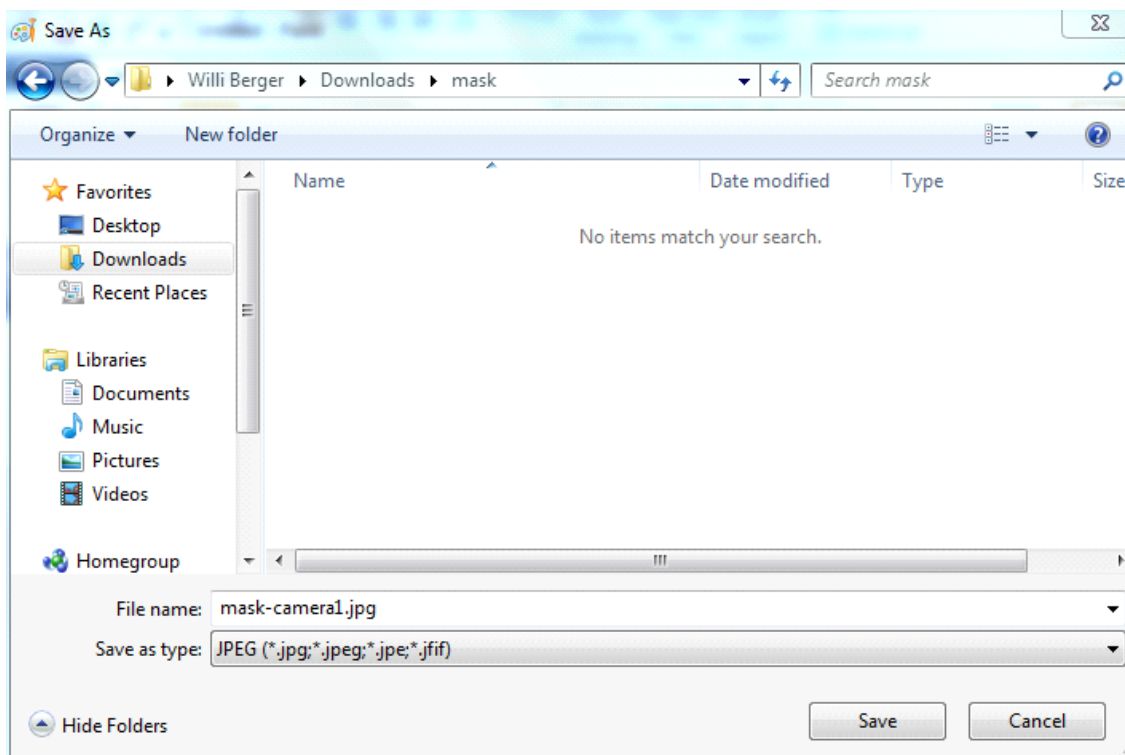 Save As
Willi Berger Downloads mask Search mask
Organize New folder
Name Date modified Type Size
No items match your search.
Favorites
Desktop
Downloads
Recent Places
Libraries
Documents
Music
Pictures
Videos
Homegroup
File name: mask-camera1.jpg
Save as type: JPEG (*.jpg;*.jpeg;*.jpe;*.jfif)
Hide Folders Save Cancel